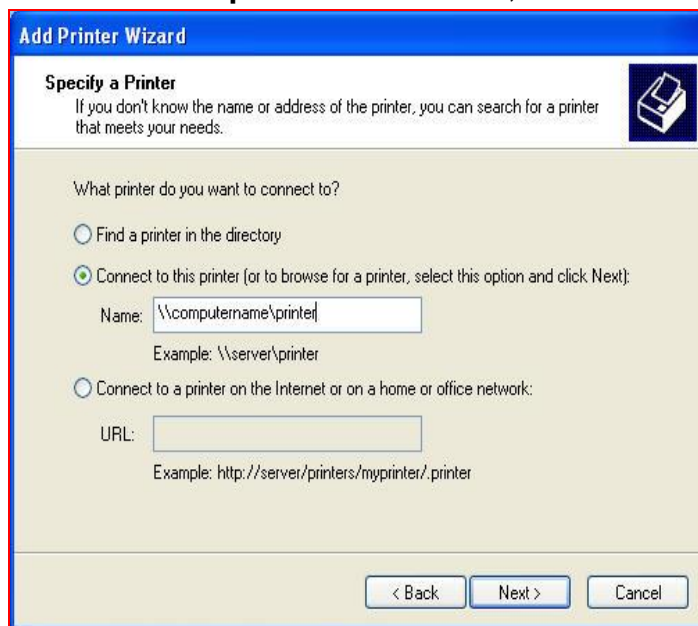 Add Printer Wizard
Specify a Printer
If you don't know the name or address of the printer, you can search for a printer
that meets your needs.
What printer do you want to connect to?
Find a printer in the directory
Connect to this printer (or to browse for a printer, select this option and click Next):
Name: \\computername\printer
Example: \\server\printer
Connect to a printer on the Internet or on a home or office network:
URL:
Example: http://server/printers/myprinter/.printer
< Back Next > Cancel